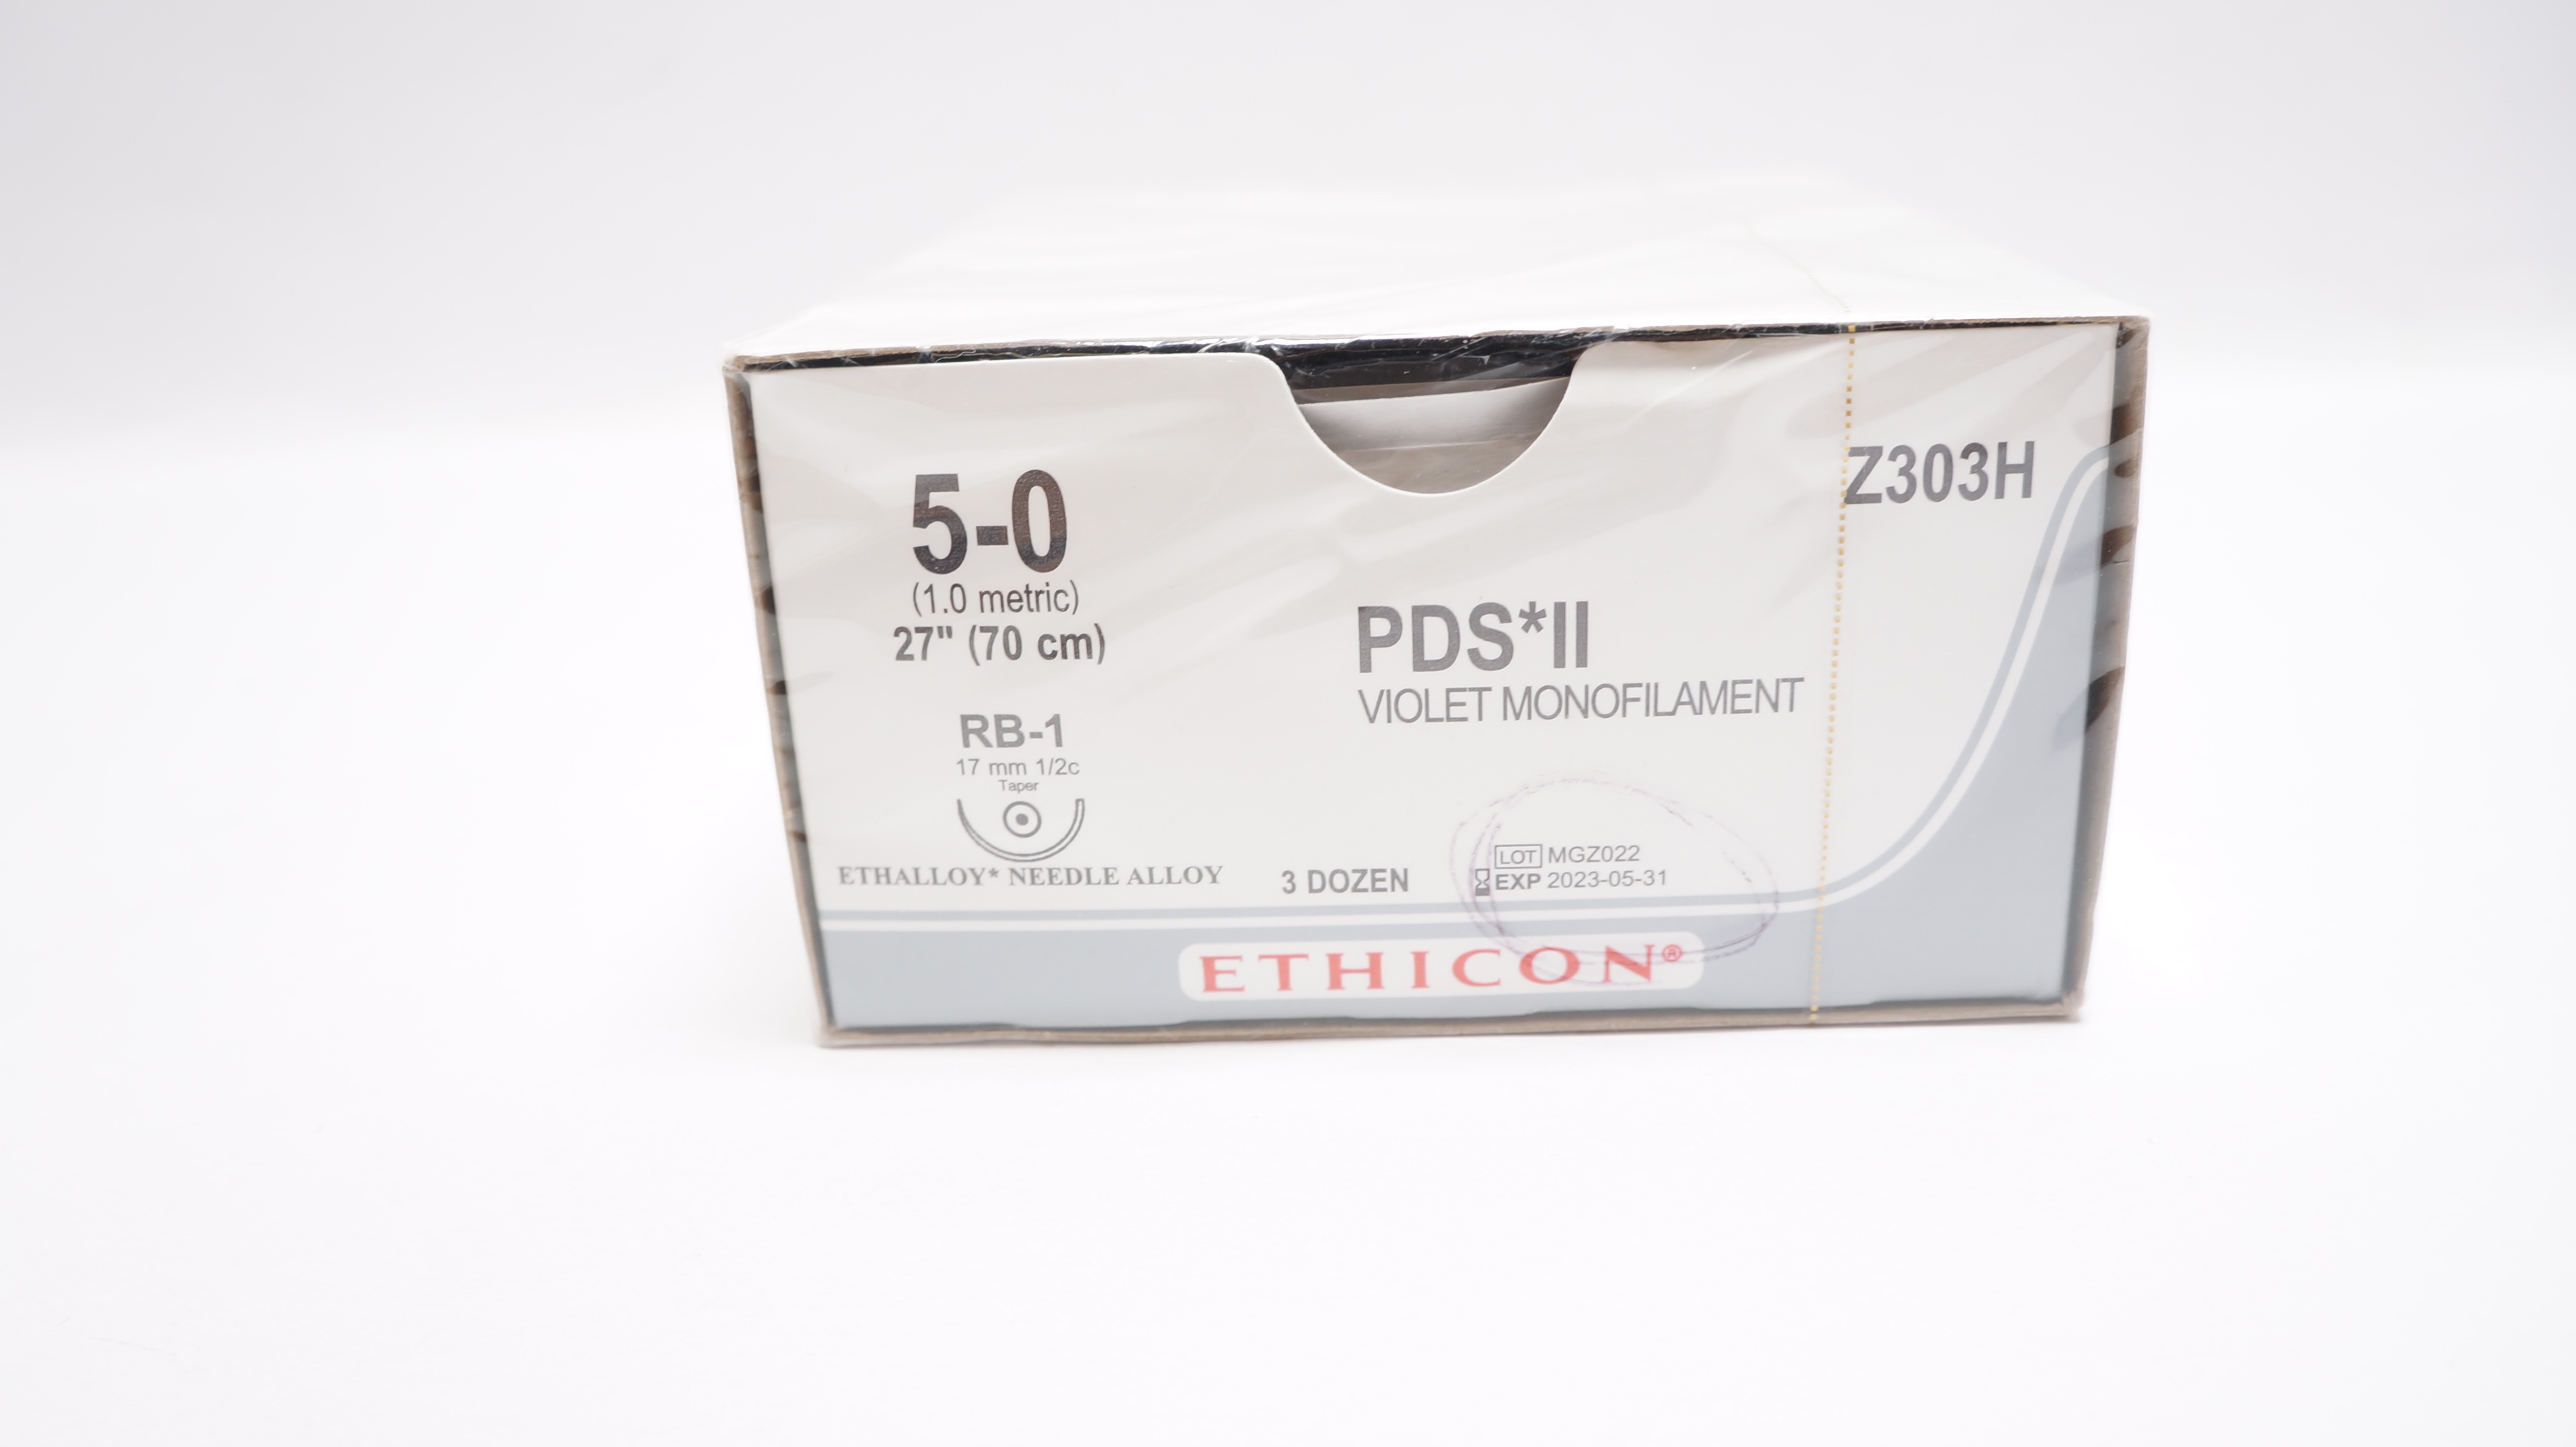 Z303H
5-0
(1.0 metric)
27" (70 cm)
PDS*II
VIOLET MONOFILAMENT
RB-1
17 mm 1/2c
Taper
ETHALLOY* NEEDLE ALLOY
3 DOZEN
LOT MGZ022
EXP 2023-05-31
ETHICON®